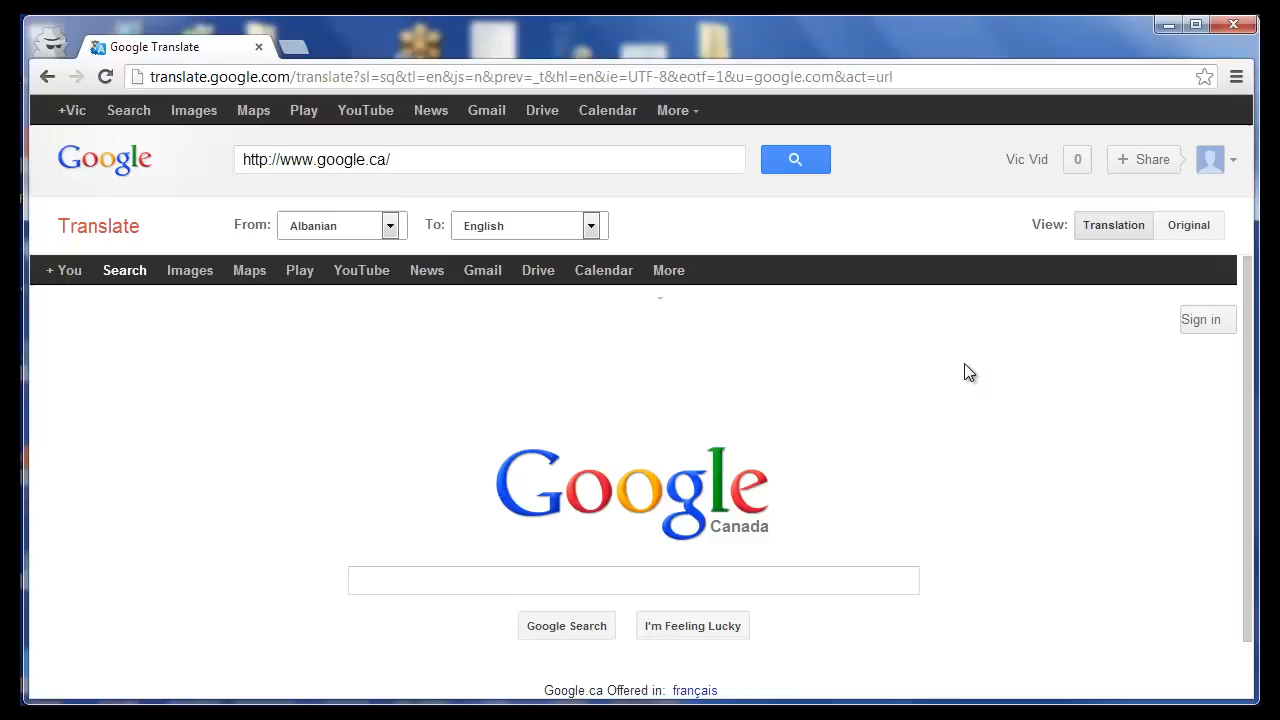 Google Translate
translate.google.com/translate?sl=sq&tl=en&js=n&prev=_t&hl=en&ie=UTF-8&eotf=1&u=google.com&act=url
+Vic Search Images Maps Play YouTube News Gmail Drive Calendar More
Google http://www.google.ca/ Vic Vid 0 + Share
Translate From: Albanian To: English View: Translation Original
+ You Search Images Maps Play YouTube News Gmail Drive Calendar More
Sign in
Google
Canada
Google Search I'm Feeling Lucky
Google.ca Offered in: français